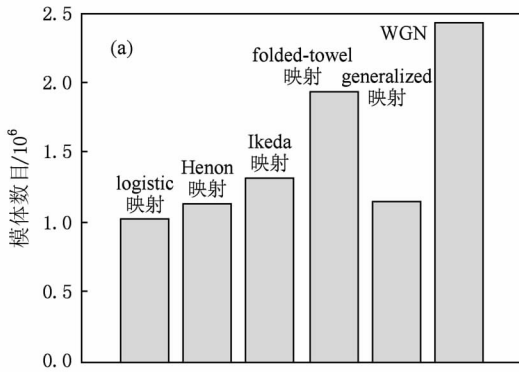 2.5
(a)
WGN
folded-towel
映射
generalized
映射
2.0
Ikeda
映射
1.5
Henon
映射
logistic
映射
1.0
0.5
0.0
模体数目/10⁶